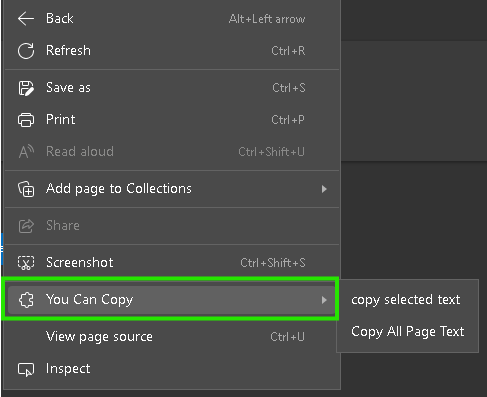 Back Alt+Left arrow
Refresh Ctrl+R
Save as Ctrl+S
Print Ctrl+P
Read aloud Ctrl+Shift+U
Add page to Collections
Share
Screenshot Ctrl+Shift+S
You Can Copy
copy selected text
Copy All Page Text
View page source Ctrl+U
Inspect